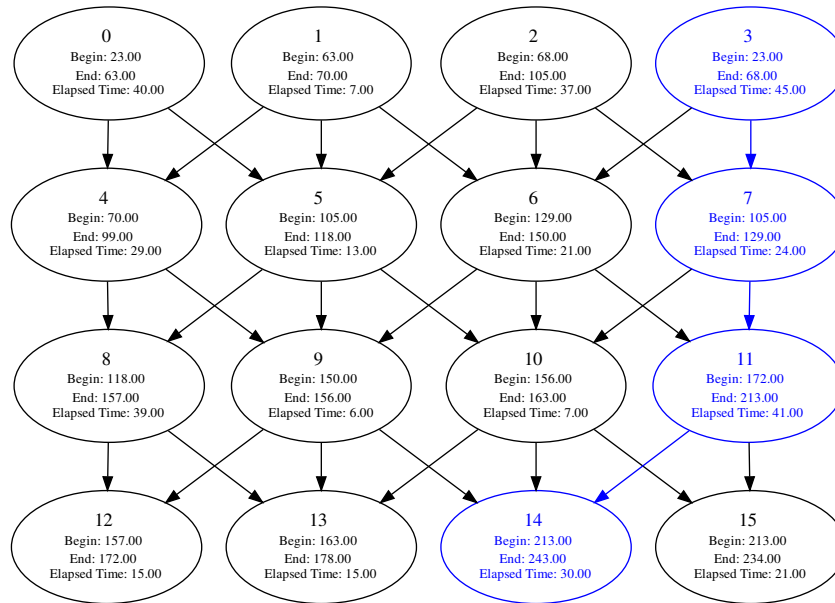 0
Begin: 23.00
End: 63.00
Elapsed Time: 40.00
1
Begin: 63.00
End: 70.00
Elapsed Time: 7.00
2
Begin: 68.00
End: 105.00
Elapsed Time: 37.00
3
Begin: 23.00
End: 68.00
Elapsed Time: 45.00
4
Begin: 70.00
End: 99.00
Elapsed Time: 29.00
5
Begin: 105.00
End: 118.00
Elapsed Time: 13.00
6
Begin: 129.00
End: 150.00
Elapsed Time: 21.00
7
Begin: 105.00
End: 129.00
Elapsed Time: 24.00
8
Begin: 118.00
End: 157.00
Elapsed Time: 39.00
9
Begin: 150.00
End: 156.00
Elapsed Time: 6.00
10
Begin: 156.00
End: 163.00
Elapsed Time: 7.00
11
Begin: 172.00
End: 213.00
Elapsed Time: 41.00
12
Begin: 157.00
End: 172.00
Elapsed Time: 15.00
13
Begin: 163.00
End: 178.00
Elapsed Time: 15.00
14
Begin: 213.00
End: 243.00
Elapsed Time: 30.00
15
Begin: 213.00
End: 234.00
Elapsed Time: 21.00